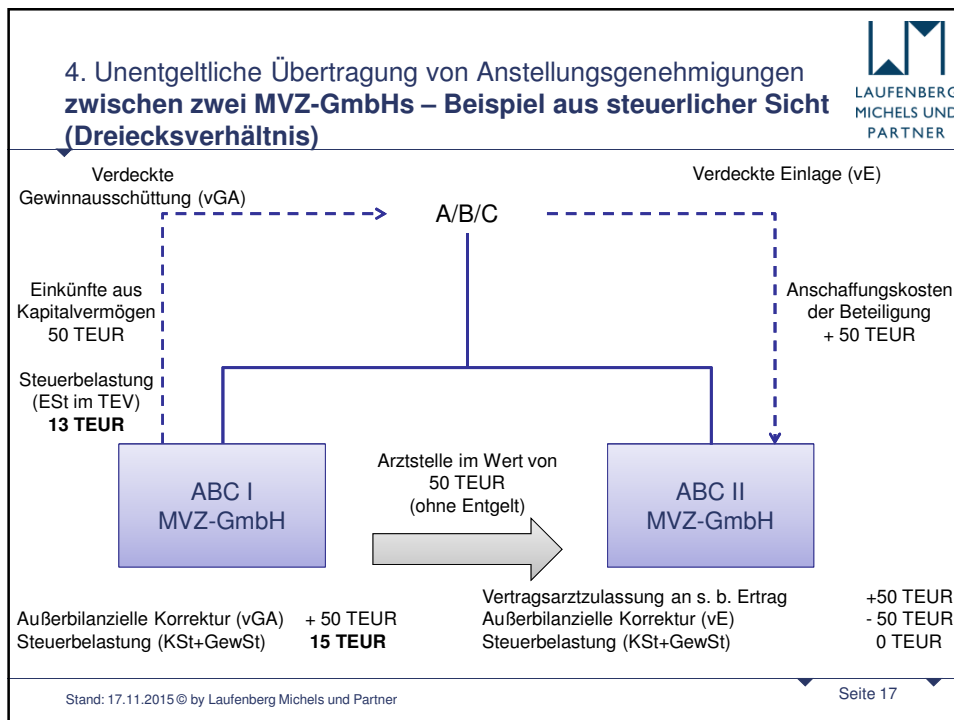 4. Unentgeltliche Übertragung von Anstellungsgenehmigungen
zwischen zwei MVZ-GmbHs – Beispiel aus steuerlicher Sicht
(Dreiecksverhältnis)
LAUFENBERG
MICHELS UND
PARTNER
Verdeckte
Gewinnausschüttung (vGA)
Verdeckte Einlage (vE)
A/B/C
Einkünfte aus
Kapitalvermögen
50 TEUR
Anschaffungskosten
der Beteiligung
+ 50 TEUR
Steuerbelastung
(ESt im TEV)
13 TEUR
ABC I
MVZ-GmbH
Arztstelle im Wert von
50 TEUR
(ohne Entgelt)
ABC II
MVZ-GmbH
Außerbilanzielle Korrektur (vGA) + 50 TEUR
Steuerbelastung (KSt+GewSt) 15 TEUR
Vertragsarztzulassung an s. b. Ertrag +50 TEUR
Außerbilanzielle Korrektur (vE) - 50 TEUR
Steuerbelastung (KSt+GewSt) 0 TEUR
Stand: 17.11.2015 © by Laufenberg Michels und Partner
Seite 17